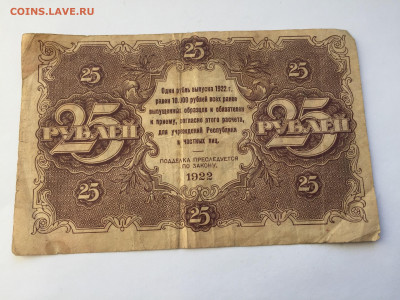 COINS.LAVE.RU
25
25
Один рубль выпуска 1922 г.
равен 10.000 рублей всех ранее
выпущенных образцов и обязателен
к приему, согласно этого расчета,
для учреждений Республики
и частных лиц.
25 РУБЛЕЙ
25 РУБЛЕЙ
ПОДДЕЛКА ПРЕСЛЕДУЕТСЯ
ПО ЗАКОНУ.
1922
25
25
25